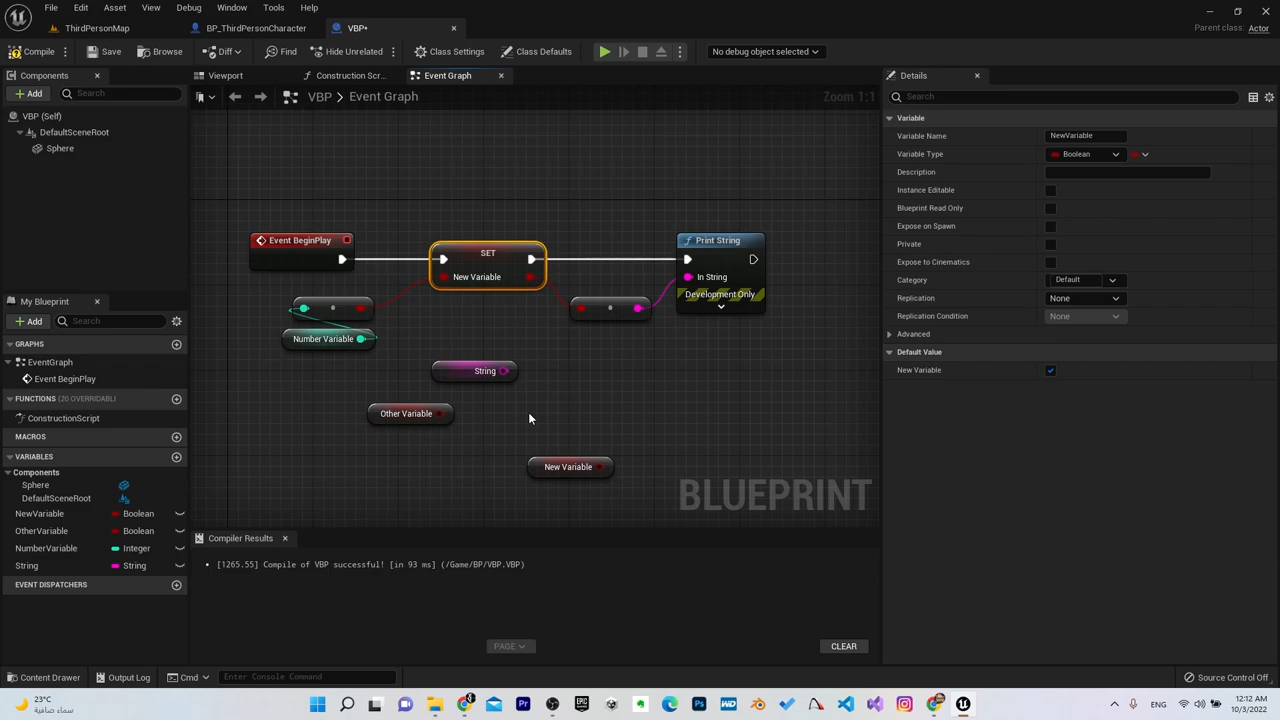 File Edit Asset View Debug Window Tools Help
ThirdPersonMap BP_ThirdPersonCharacter VBP•
Parent class: Actor
Compile Save Browse Diff Find Hide Unrelated Class Settings Class Defaults No debug object selected
Components Viewport Construction Scr... Event Graph Details
Add Search VBP > Event Graph Zoom 1:1 Search
VBP (Self)
DefaultSceneRoot
Sphere
My Blueprint
Add Search
GRAPHS
EventGraph
Event BeginPlay
FUNCTIONS (20 OVERRIDABLI
ConstructionScript
MACROS
VARIABLES
Components
Sphere
DefaultSceneRoot
NewVariable Boolean
OtherVariable Boolean
NumberVariable Integer
String String
EVENT DISPATCHERS
Event BeginPlay
SET
New Variable
Print String
In String
Development Only
Number Variable
String
Other Variable
New Variable
BLUEPRINT
Variable
Variable Name NewVariable
Variable Type Boolean
Description
Instance Editable
Blueprint Read Only
Expose on Spawn
Private
Expose to Cinematics
Category Default
Replication None
Replication Condition None
Advanced
Default Value
New Variable
Compiler Results
[1265.55] Compile of VBP successful! [in 93 ms] (/Game/BP/VBP.VBP)
PAGE CLEAR
Content Drawer Output Log Cmd Enter Console Command Source Control Off
23°C
سماء صافية
12:12 AM
10/3/2022